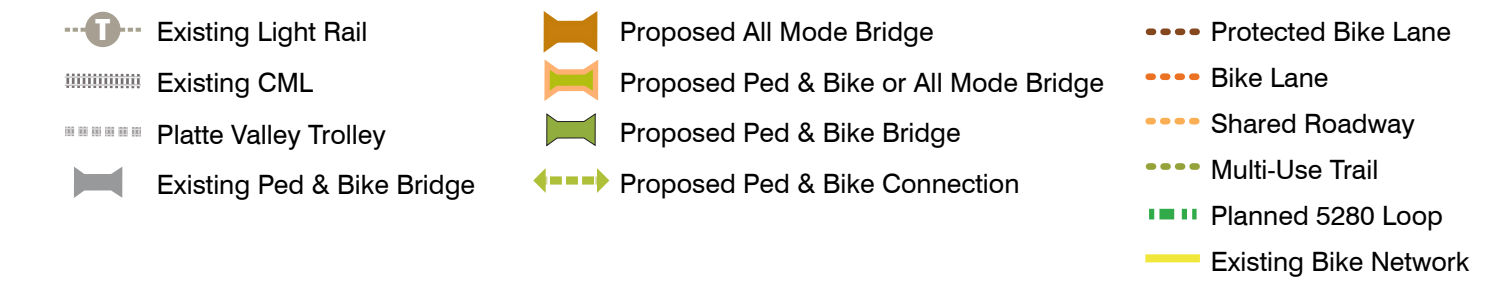 T Existing Light Rail
Existing CML
Platte Valley Trolley
Existing Ped & Bike Bridge
Proposed All Mode Bridge
Proposed Ped & Bike or All Mode Bridge
Proposed Ped & Bike Bridge
Proposed Ped & Bike Connection
Protected Bike Lane
Bike Lane
Shared Roadway
Multi-Use Trail
Planned 5280 Loop
Existing Bike Network